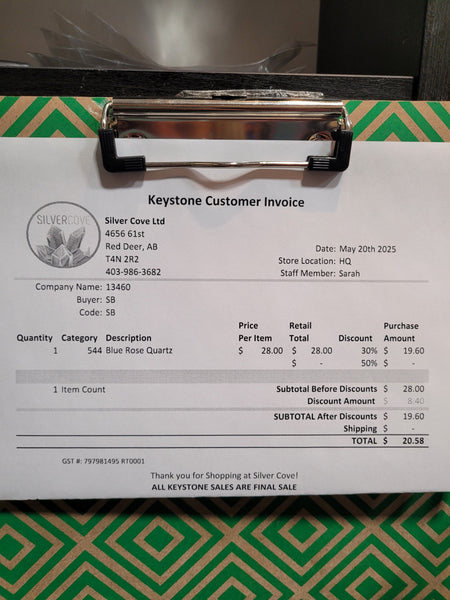 Keystone Customer Invoice
SILVERCOVE
Silver Cove Ltd
4656 61st
Red Deer, AB
T4N 2R2
403-986-3682
Date: May 20th 2025
Store Location: HQ
Staff Member: Sarah
Company Name: 13460
Buyer: SB
Code: SB
Quantity Category Description Price Per Item Retail Total Discount Purchase Amount
1 544 Blue Rose Quartz $ 28.00 $ 28.00 30% $ 19.60
$ - 50% $ -
1 Item Count
Subtotal Before Discounts $ 28.00
Discount Amount $ 8.40
SUBTOTAL After Discounts $ 19.60
Shipping $ -
TOTAL $ 20.58
GST #: 797981495 RT0001
Thank you for Shopping at Silver Cove!
ALL KEYSTONE SALES ARE FINAL SALE